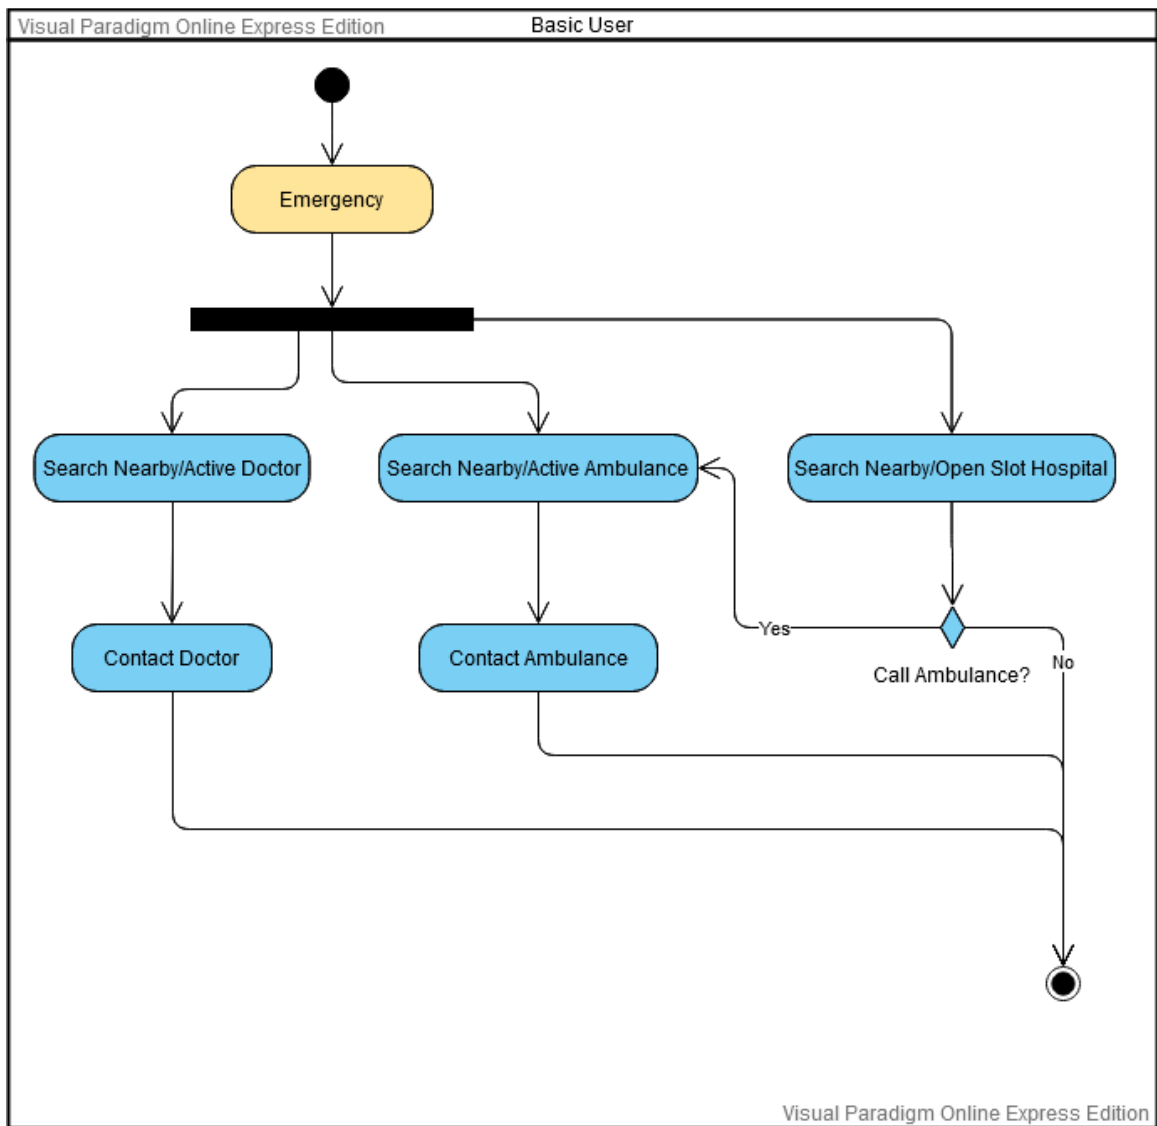 Visual Paradigm Online Express Edition
Basic User
Emergency
Search Nearby/Active Doctor
Search Nearby/Active Ambulance
Search Nearby/Open Slot Hospital
Contact Doctor
Contact Ambulance
Yes
No
Call Ambulance?
Visual Paradigm Online Express Edition